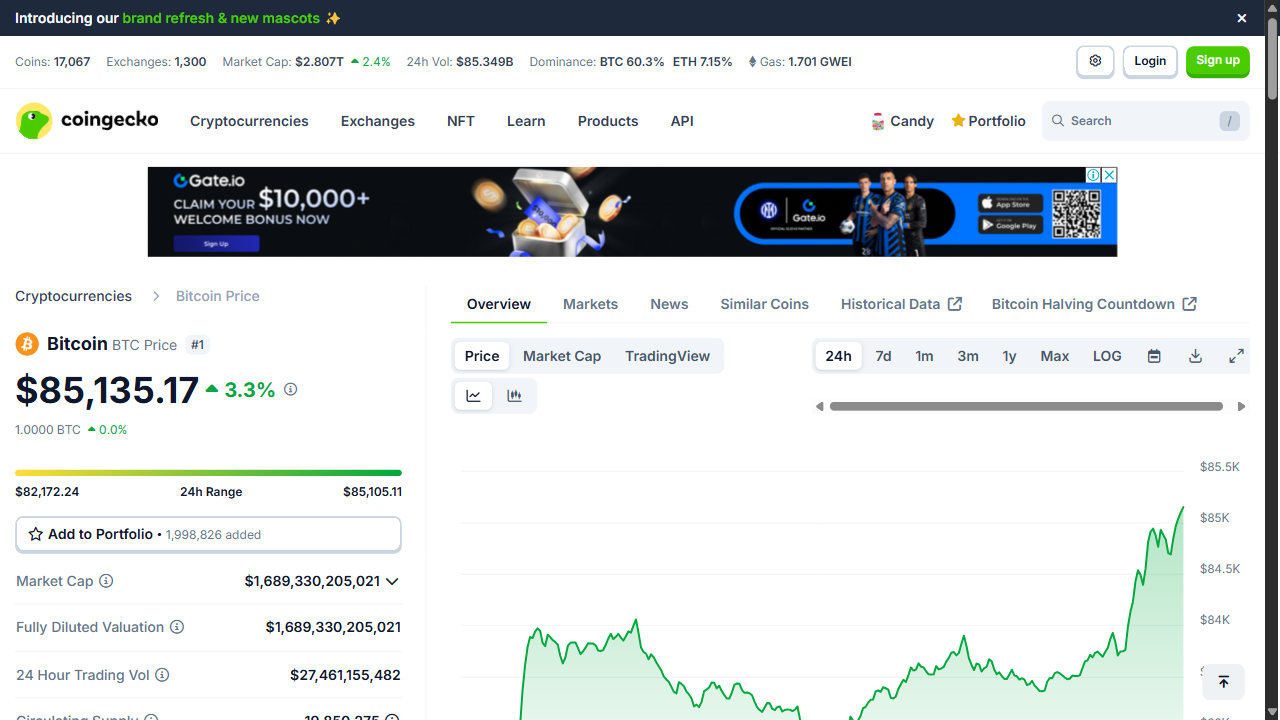 Introducing our brand refresh & new mascots ✨
Coins: 17,067 Exchanges: 1,300 Market Cap: $2.807T 2.4% 24h Vol: $85.349B Dominance: BTC 60.3% ETH 7.15% Gas: 1.701 GWEI
Login
Sign up
coingecko
Cryptocurrencies Exchanges NFT Learn Products API
Candy Portfolio
Search /
Gate.io
CLAIM YOUR $10,000+
WELCOME BONUS NOW
Sign Up
Gate.io
App Store
Google Play
Cryptocurrencies > Bitcoin Price
Bitcoin BTC Price #1
$85,135.17 3.3%
1.0000 BTC 0.0%
$82,172.24 24h Range $85,105.11
Add to Portfolio • 1,998,826 added
Market Cap $1,689,330,205,021
Fully Diluted Valuation $1,689,330,205,021
24 Hour Trading Vol $27,461,155,482
Overview Markets News Similar Coins Historical Data Bitcoin Halving Countdown
Price Market Cap TradingView
24h 7d 1m 3m 1y Max LOG
$85.5K
$85K
$84.5K
$84K